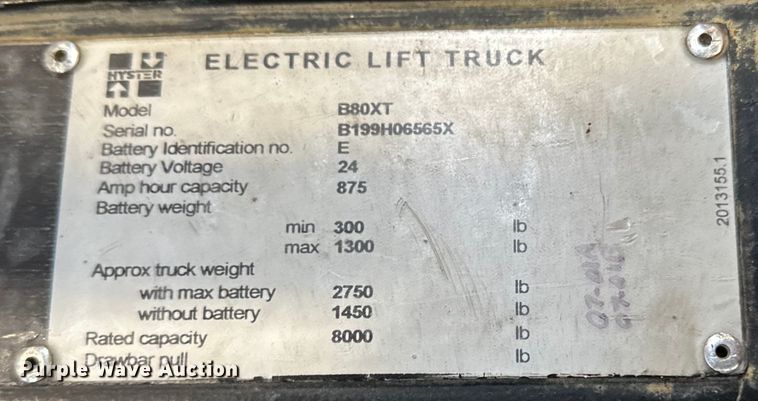 HYSTER
ELECTRIC LIFT TRUCK
Model B80XT
Serial no. B199H06565X
Battery Identification no. E
Battery Voltage 24
Amp hour capacity 875
Battery weight
min 300 lb
max 1300 lb
Approx truck weight
with max battery 2750 lb
without battery 1450 lb
Rated capacity 8000 lb
Drawbar pull lb
2013155.1
Purple Wave Auction